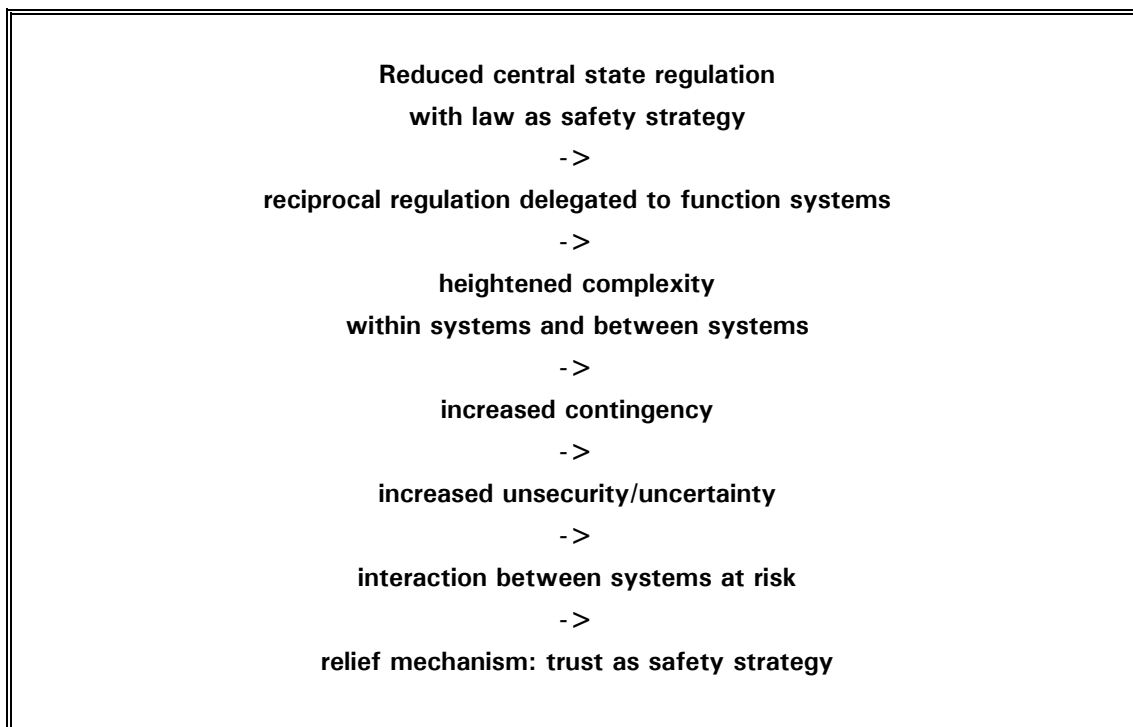 Reduced central state regulation
with law as safety strategy
->
reciprocal regulation delegated to function systems
->
heightened complexity
within systems and between systems
->
increased contingency
->
increased unsecurity/uncertainty
->
interaction between systems at risk
->
relief mechanism: trust as safety strategy